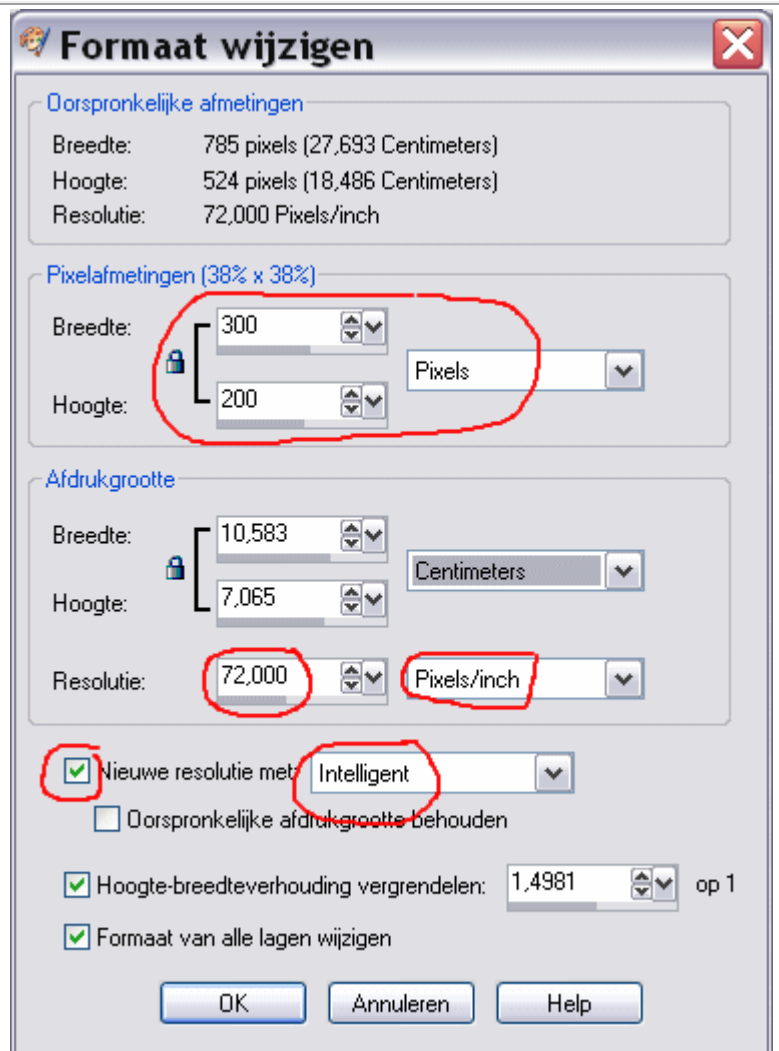 Formaat wijzigen
Oorspronkelijke afmetingen
Breedte: 785 pixels (27,693 Centimeters)
Hoogte: 524 pixels (18,486 Centimeters)
Resolutie: 72,000 Pixels/inch
Pixelafmetingen (38% x 38%)
Breedte: 300
Pixels
Hoogte: 200
Afdrukgrootte
Breedte: 10,583
Centimeters
Hoogte: 7,065
Resolutie: 72,000 Pixels/inch
Nieuwe resolutie met: Intelligent
Oorspronkelijke afdrukgrootte behouden
Hoogte-breedteverhouding vergrendelen: 1,4981 op 1
Formaat van alle lagen wijzigen
OK Annuleren Help